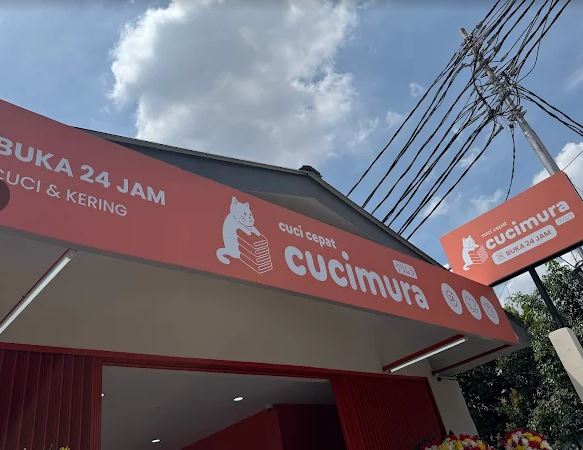 BUKA 24 JAM
CUCI & KERING
cuci cepat
cucimura
cuci cepat
cucimura
BUKA 24 JAM